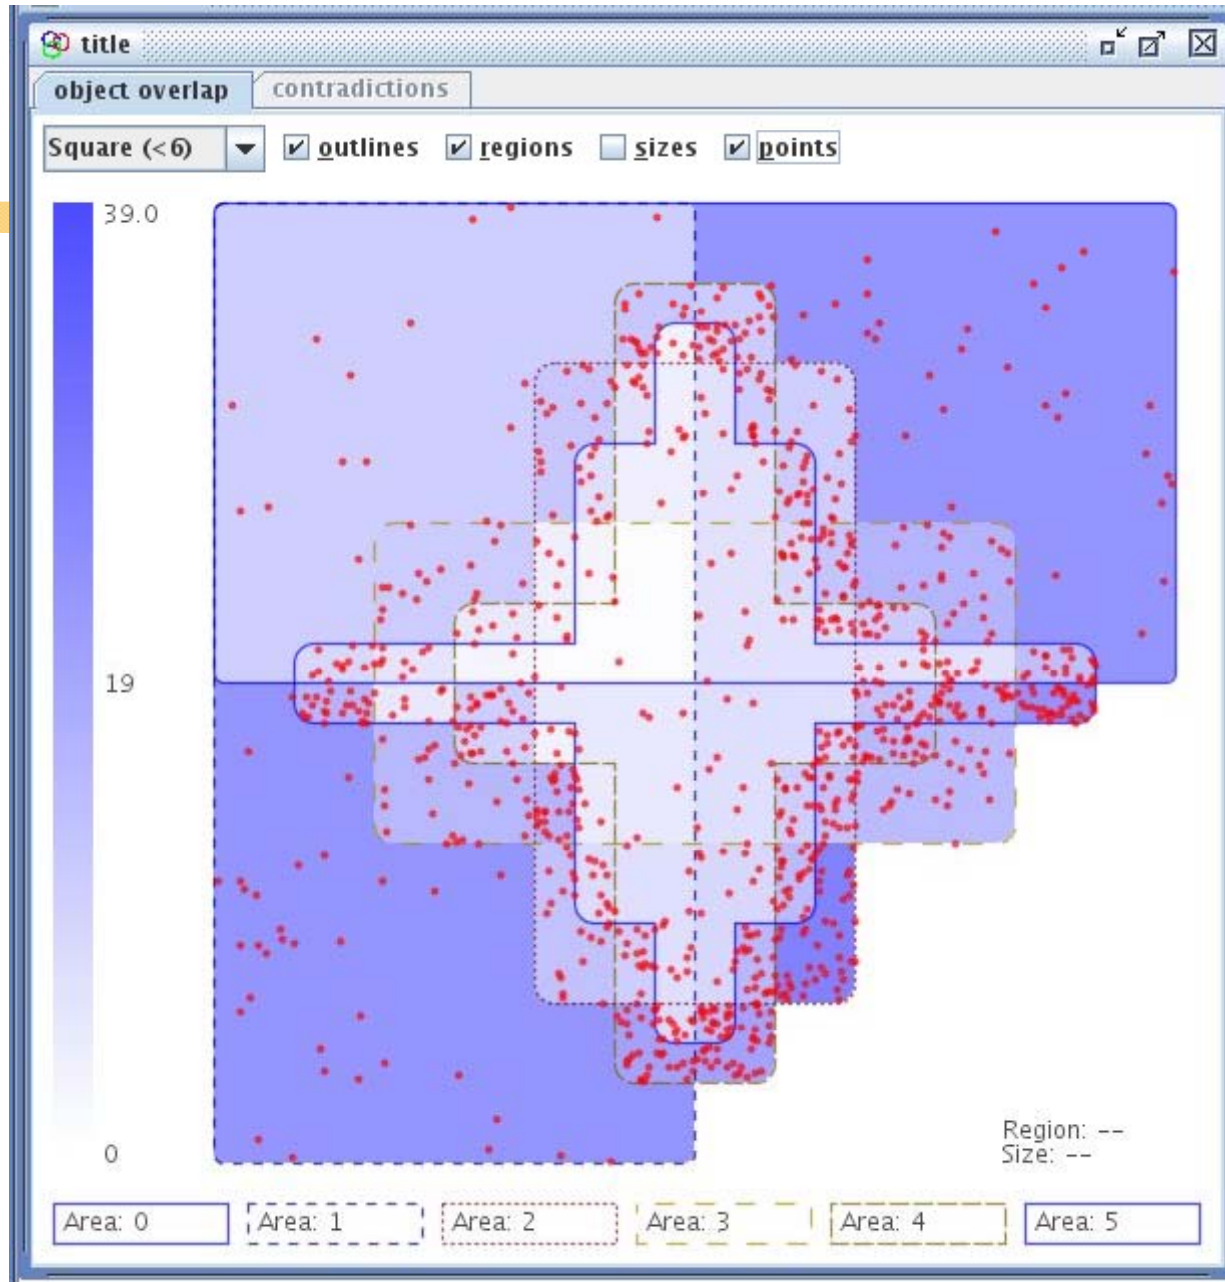 title
object overlap contradictions
Square (<6) outlines regions sizes points
39.0
19
0
Region: --
Size: --
Area: 0 Area: 1 Area: 2 Area: 3 Area: 4 Area: 5